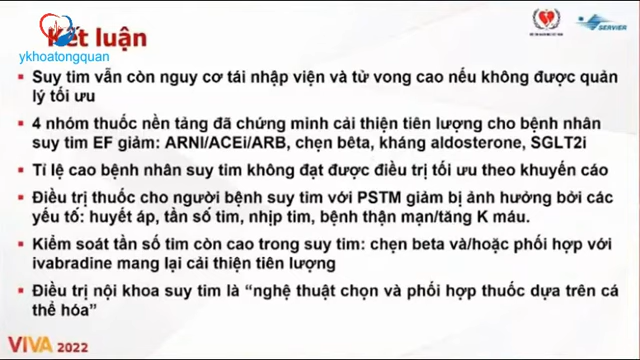 Kết luận
ykhoatongquan
SERVIER
▪ Suy tim vẫn còn nguy cơ tái nhập viện và tử vong cao nếu không được quản
lý tối ưu
▪ 4 nhóm thuốc nền tảng đã chứng minh cải thiện tiên lượng cho bệnh nhân
suy tim EF giảm: ARNI/ACEi/ARB, chẹn bêta, kháng aldosterone, SGLT2i
▪ Tỉ lệ cao bệnh nhân suy tim không đạt được điều trị tối ưu theo khuyến cáo
▪ Điều trị thuốc cho người bệnh suy tim với PSTM giảm bị ảnh hưởng bởi các
yếu tố: huyết áp, tần số tim, nhịp tim, bệnh thận mạn/tăng K máu.
▪ Kiểm soát tần số tim còn cao trong suy tim: chẹn beta và/hoặc phối hợp với
ivabradine mang lại cải thiện tiên lượng
▪ Điều trị nội khoa suy tim là “nghệ thuật chọn và phối hợp thuốc dựa trên cá
thể hóa”
VIVA 2022